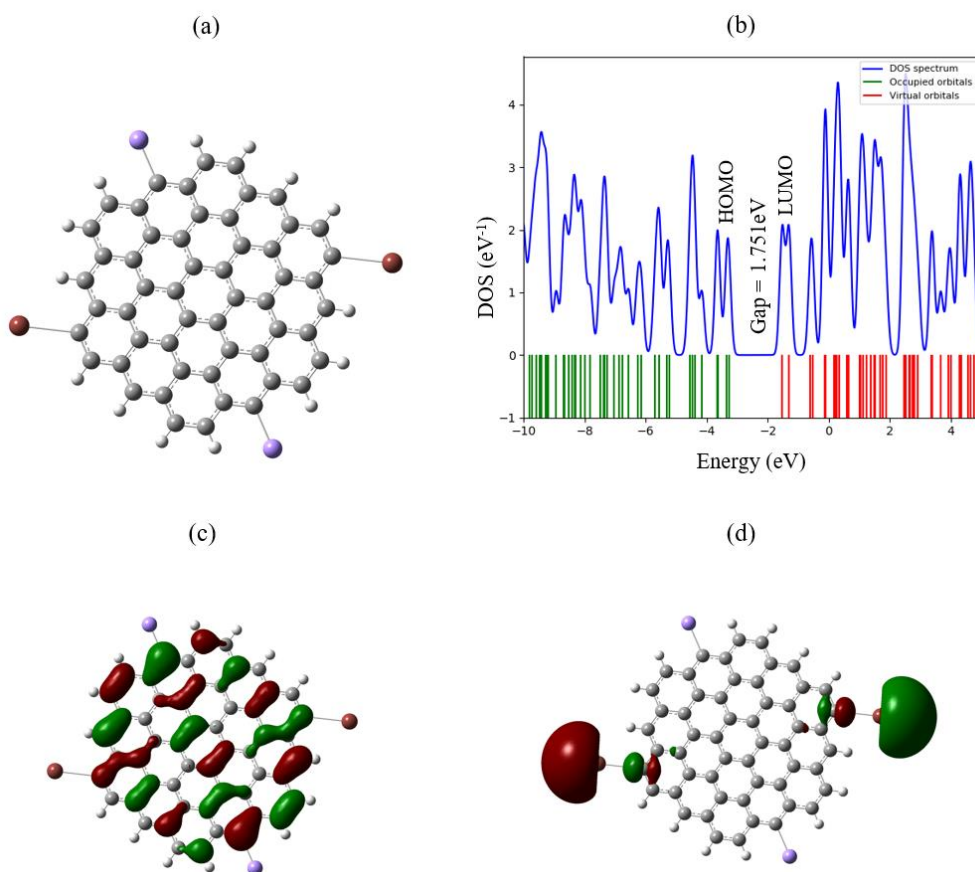 (a)
(b)
DOS spectrum
Occupied orbitals
Virtual orbitals
4
3
2
1
0
−1
DOS (eV⁻¹)
HOMO
Gap = 1.751eV
LUMO
−10 −8 −6 −4 −2 0 2 4
Energy (eV)
(c)
(d)